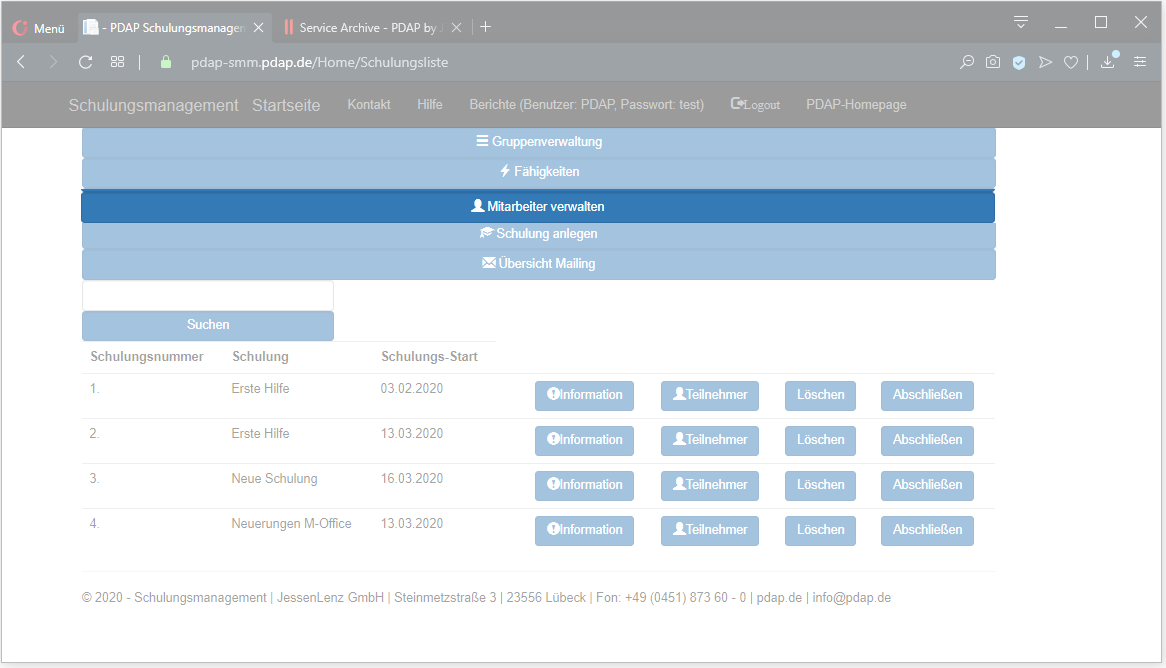 Menü
- PDAP Schulungsmanagen
Service Archive - PDAP by J
pdap-smm.pdap.de/Home/Schulungsliste
Schulungsmanagement Startseite Kontakt Hilfe Berichte (Benutzer: PDAP, Passwort: test) Logout PDAP-Homepage
Gruppenverwaltung
Fähigkeiten
Mitarbeiter verwalten
Schulung anlegen
Übersicht Mailing
Suchen
Schulungsnummer Schulung Schulungs-Start
1. Erste Hilfe 03.02.2020 Information Teilnehmer Löschen Abschließen
2. Erste Hilfe 13.03.2020 Information Teilnehmer Löschen Abschließen
3. Neue Schulung 16.03.2020 Information Teilnehmer Löschen Abschließen
4. Neuerungen M-Office 13.03.2020 Information Teilnehmer Löschen Abschließen
© 2020 - Schulungsmanagement | JessenLenz GmbH | Steinmetzstraße 3 | 23556 Lübeck | Fon: +49 (0451) 873 60 - 0 | pdap.de | info@pdap.de